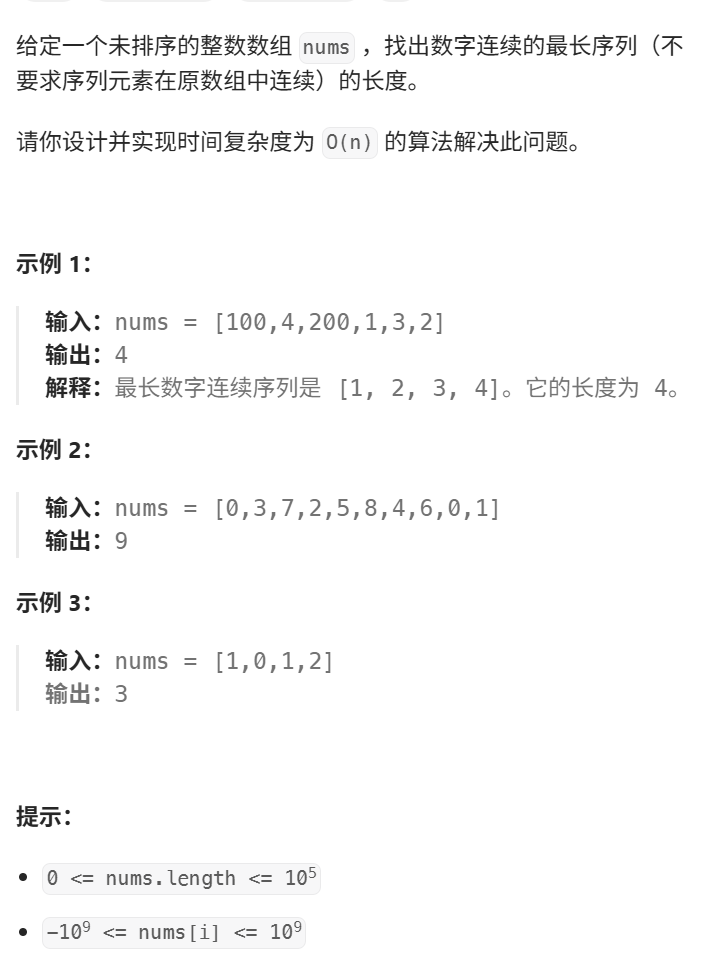 给定一个未排序的整数数组 nums ，找出数字连续的最长序列（不
要求序列元素在原数组中连续）的长度。
请你设计并实现时间复杂度为 O(n) 的算法解决此问题。
示例 1：
输入：nums = [100,4,200,1,3,2]
输出：4
解释：最长数字连续序列是 [1, 2, 3, 4]。它的长度为 4。
示例 2：
输入：nums = [0,3,7,2,5,8,4,6,0,1]
输出：9
示例 3：
输入：nums = [1,0,1,2]
输出：3
提示：
0 <= nums.length <= 10⁵
-10⁹ <= nums[i] <= 10⁹